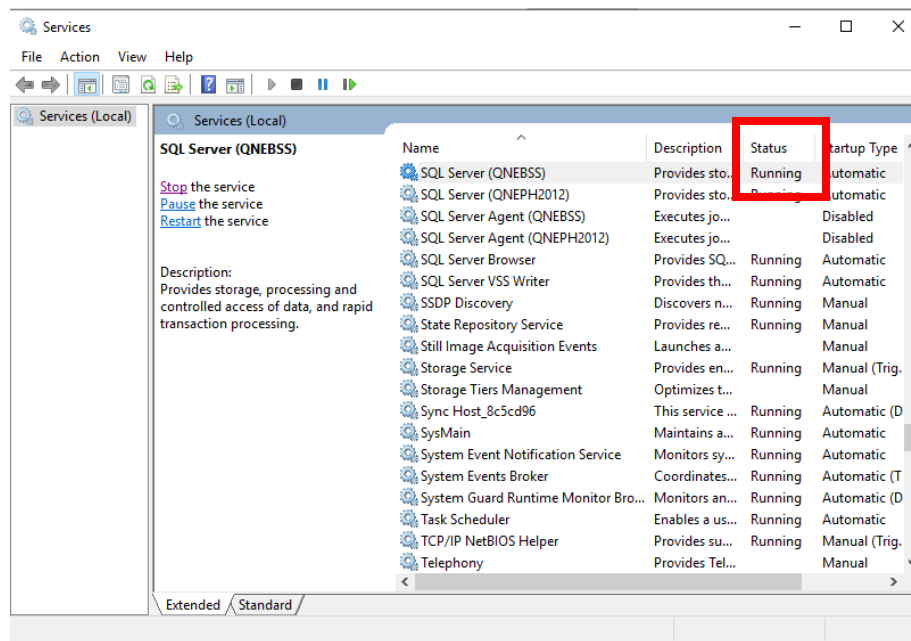 Services
File Action View Help
Services (Local)
Services (Local)
SQL Server (QNEBSS)
Stop the service
Pause the service
Restart the service
Description:
Provides storage, processing and
controlled access of data, and rapid
transaction processing.
Name Description Status Startup Type
SQL Server (QNEBSS) Provides sto... Running Automatic
SQL Server (QNEPH2012) Provides sto... Running Automatic
SQL Server Agent (QNEBSS) Executes jo... Disabled
SQL Server Agent (QNEPH2012) Executes jo... Disabled
SQL Server Browser Provides SQ... Running Automatic
SQL Server VSS Writer Provides th... Running Automatic
SSDP Discovery Discovers n... Running Manual
State Repository Service Provides re... Running Manual
Still Image Acquisition Events Launches a... Manual
Storage Service Provides en... Running Manual (Trig.
Storage Tiers Management Optimizes t... Manual
Sync Host_8c5cd96 This service ... Running Automatic (D
SysMain Maintains a... Running Automatic
System Event Notification Service Monitors sy... Running Automatic
System Events Broker Coordinates... Running Automatic (T
System Guard Runtime Monitor Bro... Monitors an... Running Automatic (D
Task Scheduler Enables a us... Running Automatic
TCP/IP NetBIOS Helper Provides su... Running Manual (Trig.
Telephony Provides Tel... Manual
Extended Standard